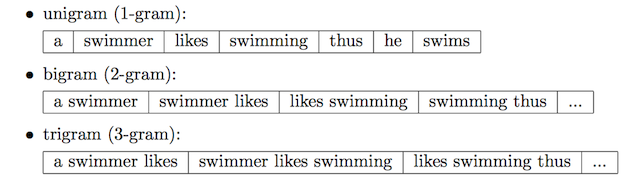 • unigram (1-gram):
a swimmer likes swimming thus he swims
• bigram (2-gram):
a swimmer swimmer likes likes swimming swimming thus ...
• trigram (3-gram):
a swimmer likes swimmer likes swimming likes swimming thus ...